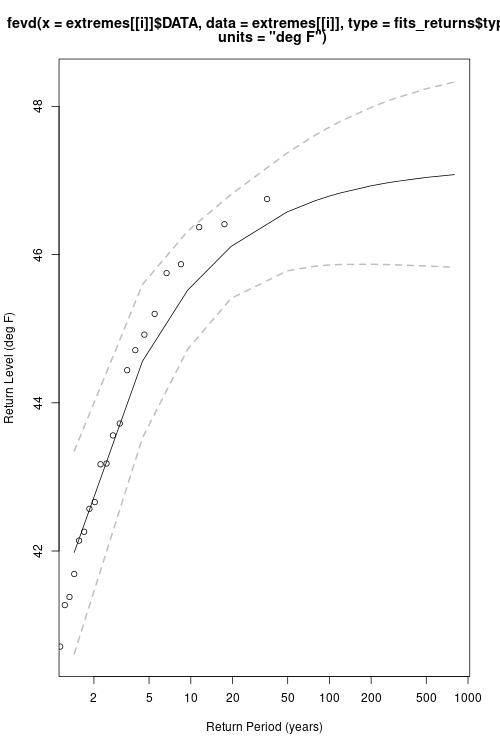 fevd(x = extremes[[i]]$DATA, data = extremes[[i]], type = fits_returns$typ
units = "deg F")
48
46
44
42
Return Level (deg F)
2 5 10 20 50 100 200 500 1000
Return Period (years)